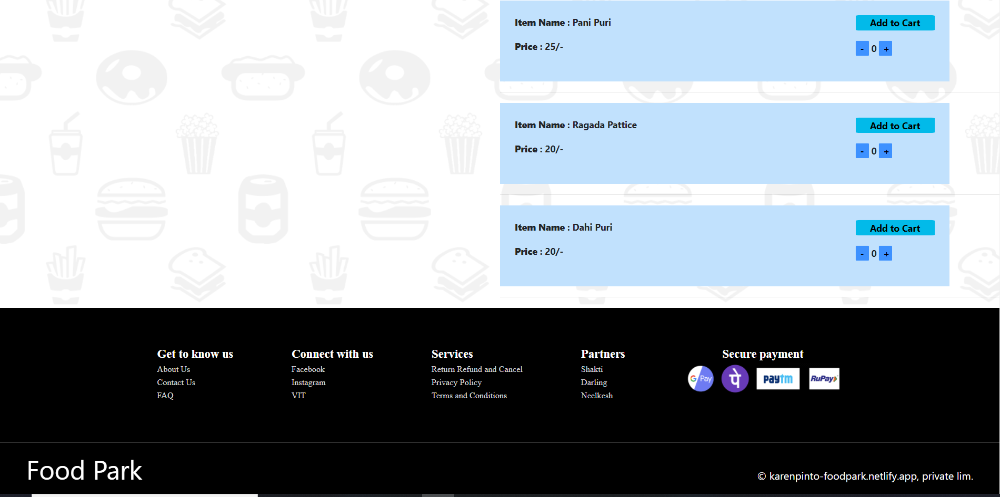 Item Name : Pani Puri
Add to Cart
Price : 25/-
- 0 +
Item Name : Ragada Pattice
Add to Cart
Price : 20/-
- 0 +
Item Name : Dahi Puri
Add to Cart
Price : 20/-
- 0 +
Get to know us
About Us
Contact Us
FAQ
Connect with us
Facebook
Instagram
VIT
Services
Return Refund and Cancel
Privacy Policy
Terms and Conditions
Partners
Shakti
Darling
Neelkesh
Secure payment
G Pay पे paytm RuPay
Food Park
© karenpinto-foodpark.netlify.app, private lim.